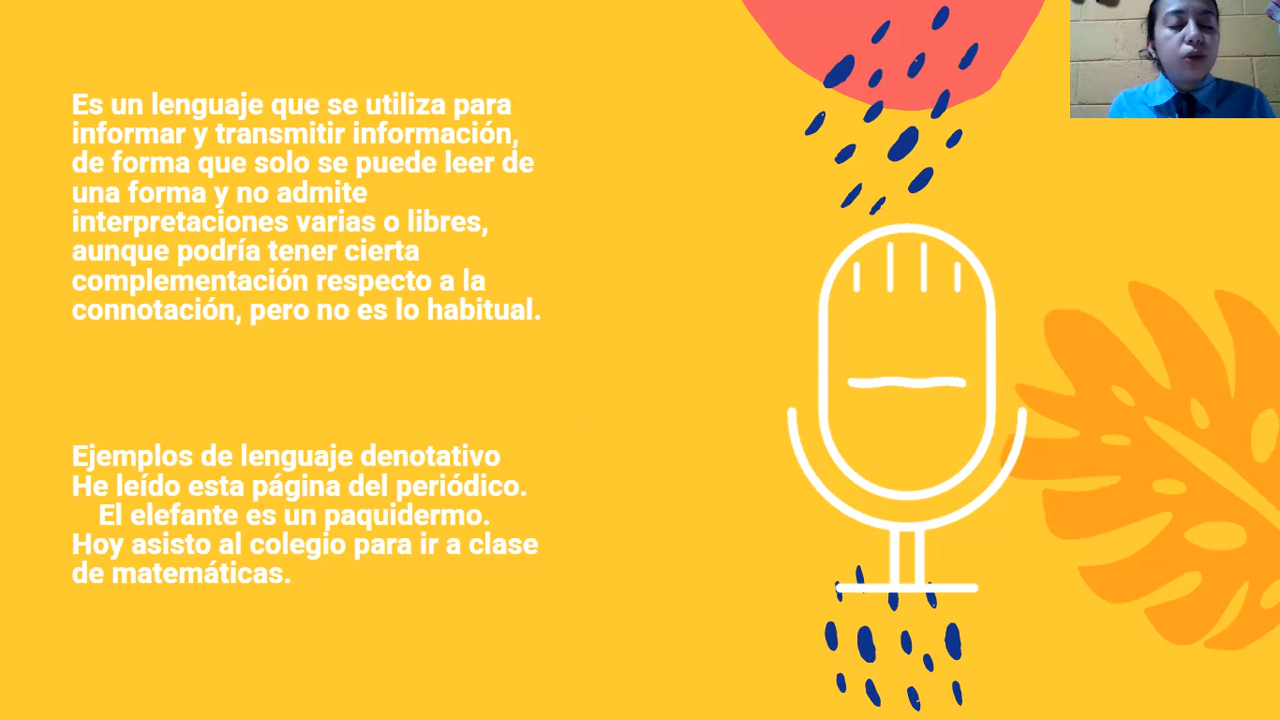 Es un lenguaje que se utiliza para
informar y transmitir información,
de forma que solo se puede leer de
una forma y no admite
interpretaciones varias o libres,
aunque podría tener cierta
complementación respecto a la
connotación, pero no es lo habitual.
Ejemplos de lenguaje denotativo
He leído esta página del periódico.
El elefante es un paquidermo.
Hoy asisto al colegio para ir a clase
de matemáticas.